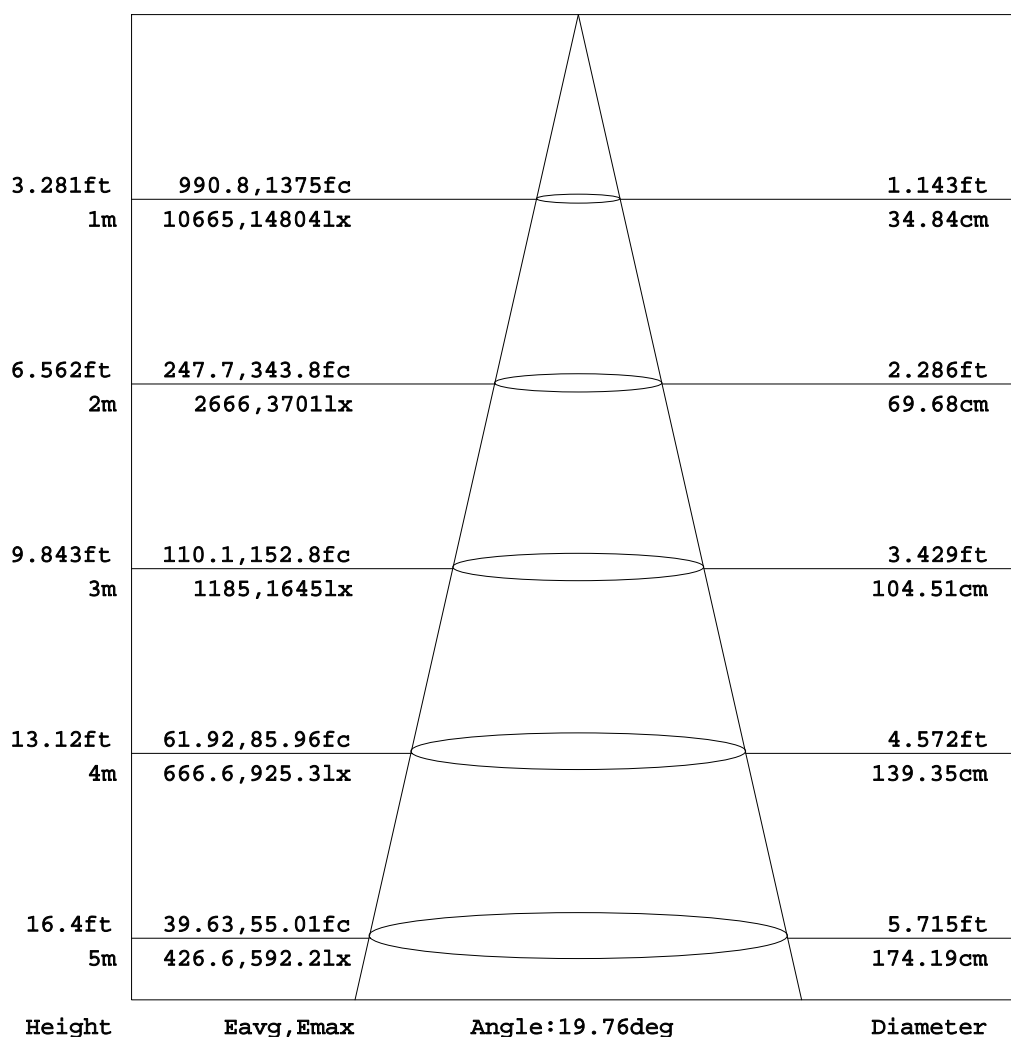 3.281ft 990.8,1375fc 1.143ft
1m 10665,14804lx 34.84cm
6.562ft 247.7,343.8fc 2.286ft
2m 2666,3701lx 69.68cm
9.843ft 110.1,152.8fc 3.429ft
3m 1185,1645lx 104.51cm
13.12ft 61.92,85.96fc 4.572ft
4m 666.6,925.3lx 139.35cm
16.4ft 39.63,55.01fc 5.715ft
5m 426.6,592.2lx 174.19cm
Height Eavg,Emax Angle:19.76deg Diameter